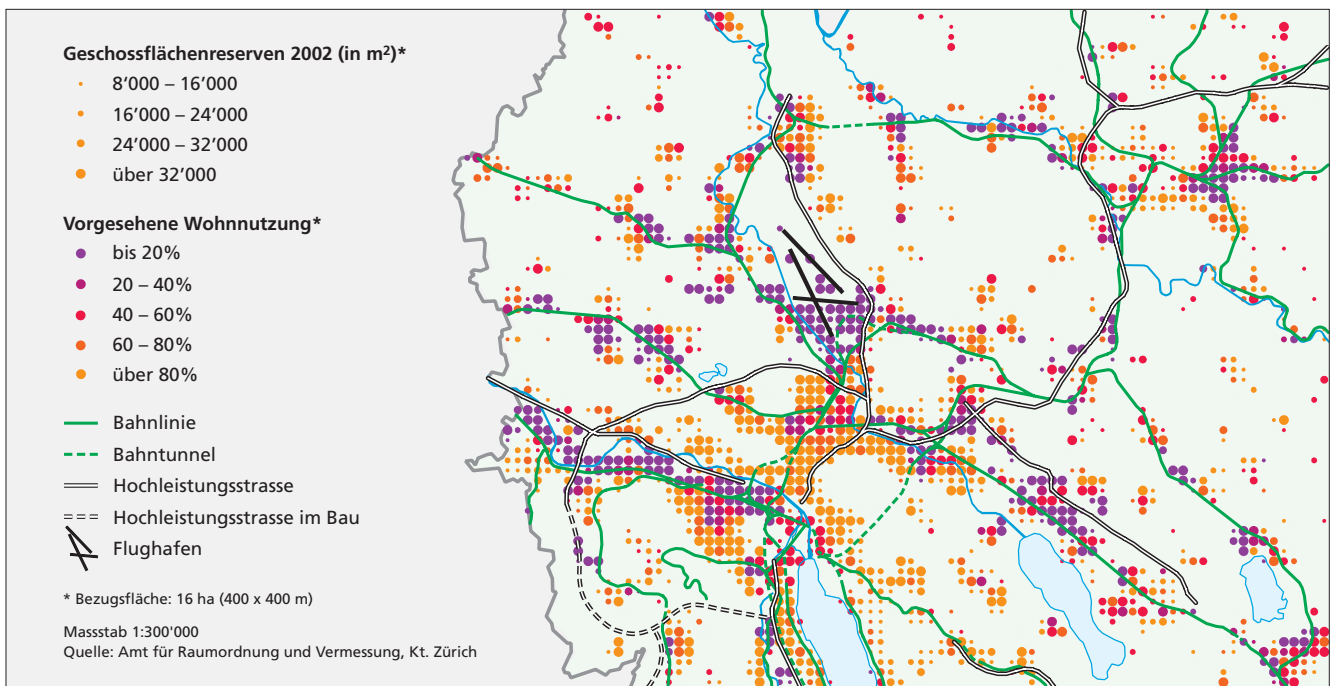 Geschossflächenreserven 2002 (in m²)*
8’000 – 16’000
16’000 – 24’000
24’000 – 32’000
über 32’000
Vorgesehene Wohnnutzung*
bis 20%
20 – 40%
40 – 60%
60 – 80%
über 80%
Bahnlinie
Bahntunnel
Hochleistungsstrasse
Hochleistungsstrasse im Bau
Flughafen
* Bezugsfläche: 16 ha (400 x 400 m)
Massstab 1:300'000
Quelle: Amt für Raumordnung und Vermessung, Kt. Zürich